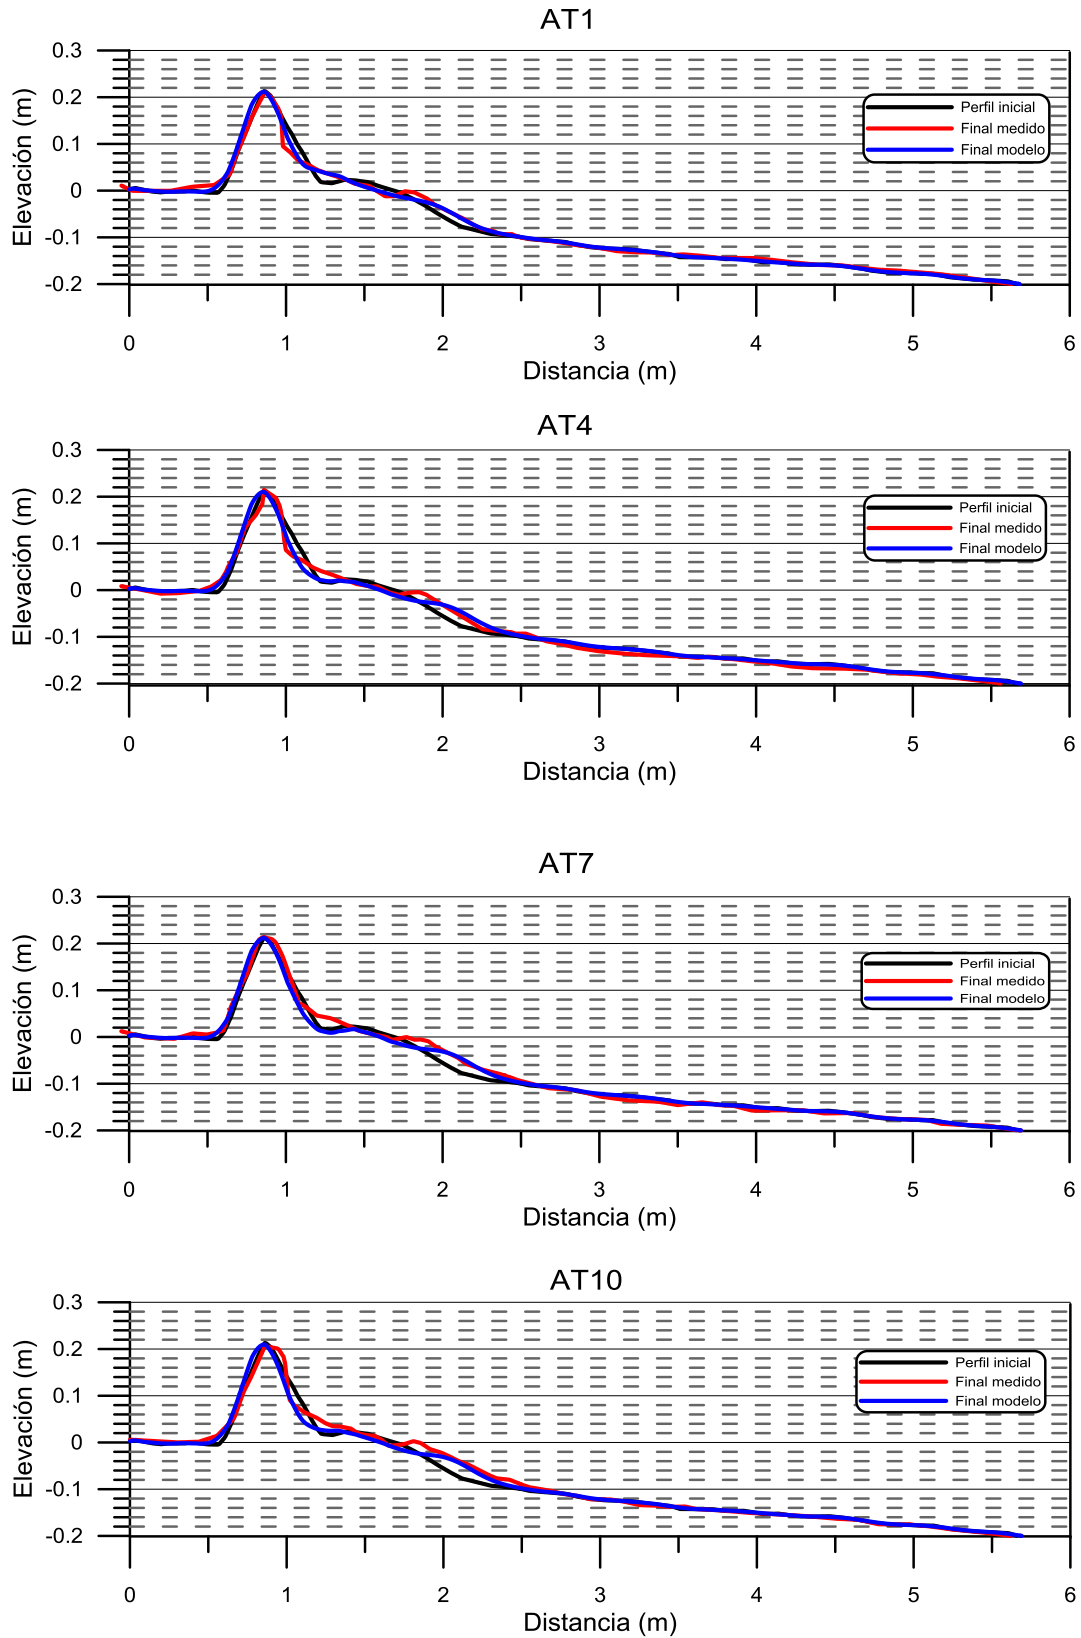 AT1
Elevación (m)
0.3
0.2
0.1
0
-0.1
-0.2
Perfil inicial
Final medido
Final modelo
0 1 2 3 4 5 6
Distancia (m)
AT4
Elevación (m)
0.3
0.2
0.1
0
-0.1
-0.2
Perfil inicial
Final medido
Final modelo
0 1 2 3 4 5 6
Distancia (m)
AT7
Elevación (m)
0.3
0.2
0.1
0
-0.1
-0.2
Perfil inicial
Final medido
Final modelo
0 1 2 3 4 5 6
Distancia (m)
AT10
Elevación (m)
0.3
0.2
0.1
0
-0.1
-0.2
Perfil inicial
Final medido
Final modelo
0 1 2 3 4 5 6
Distancia (m)